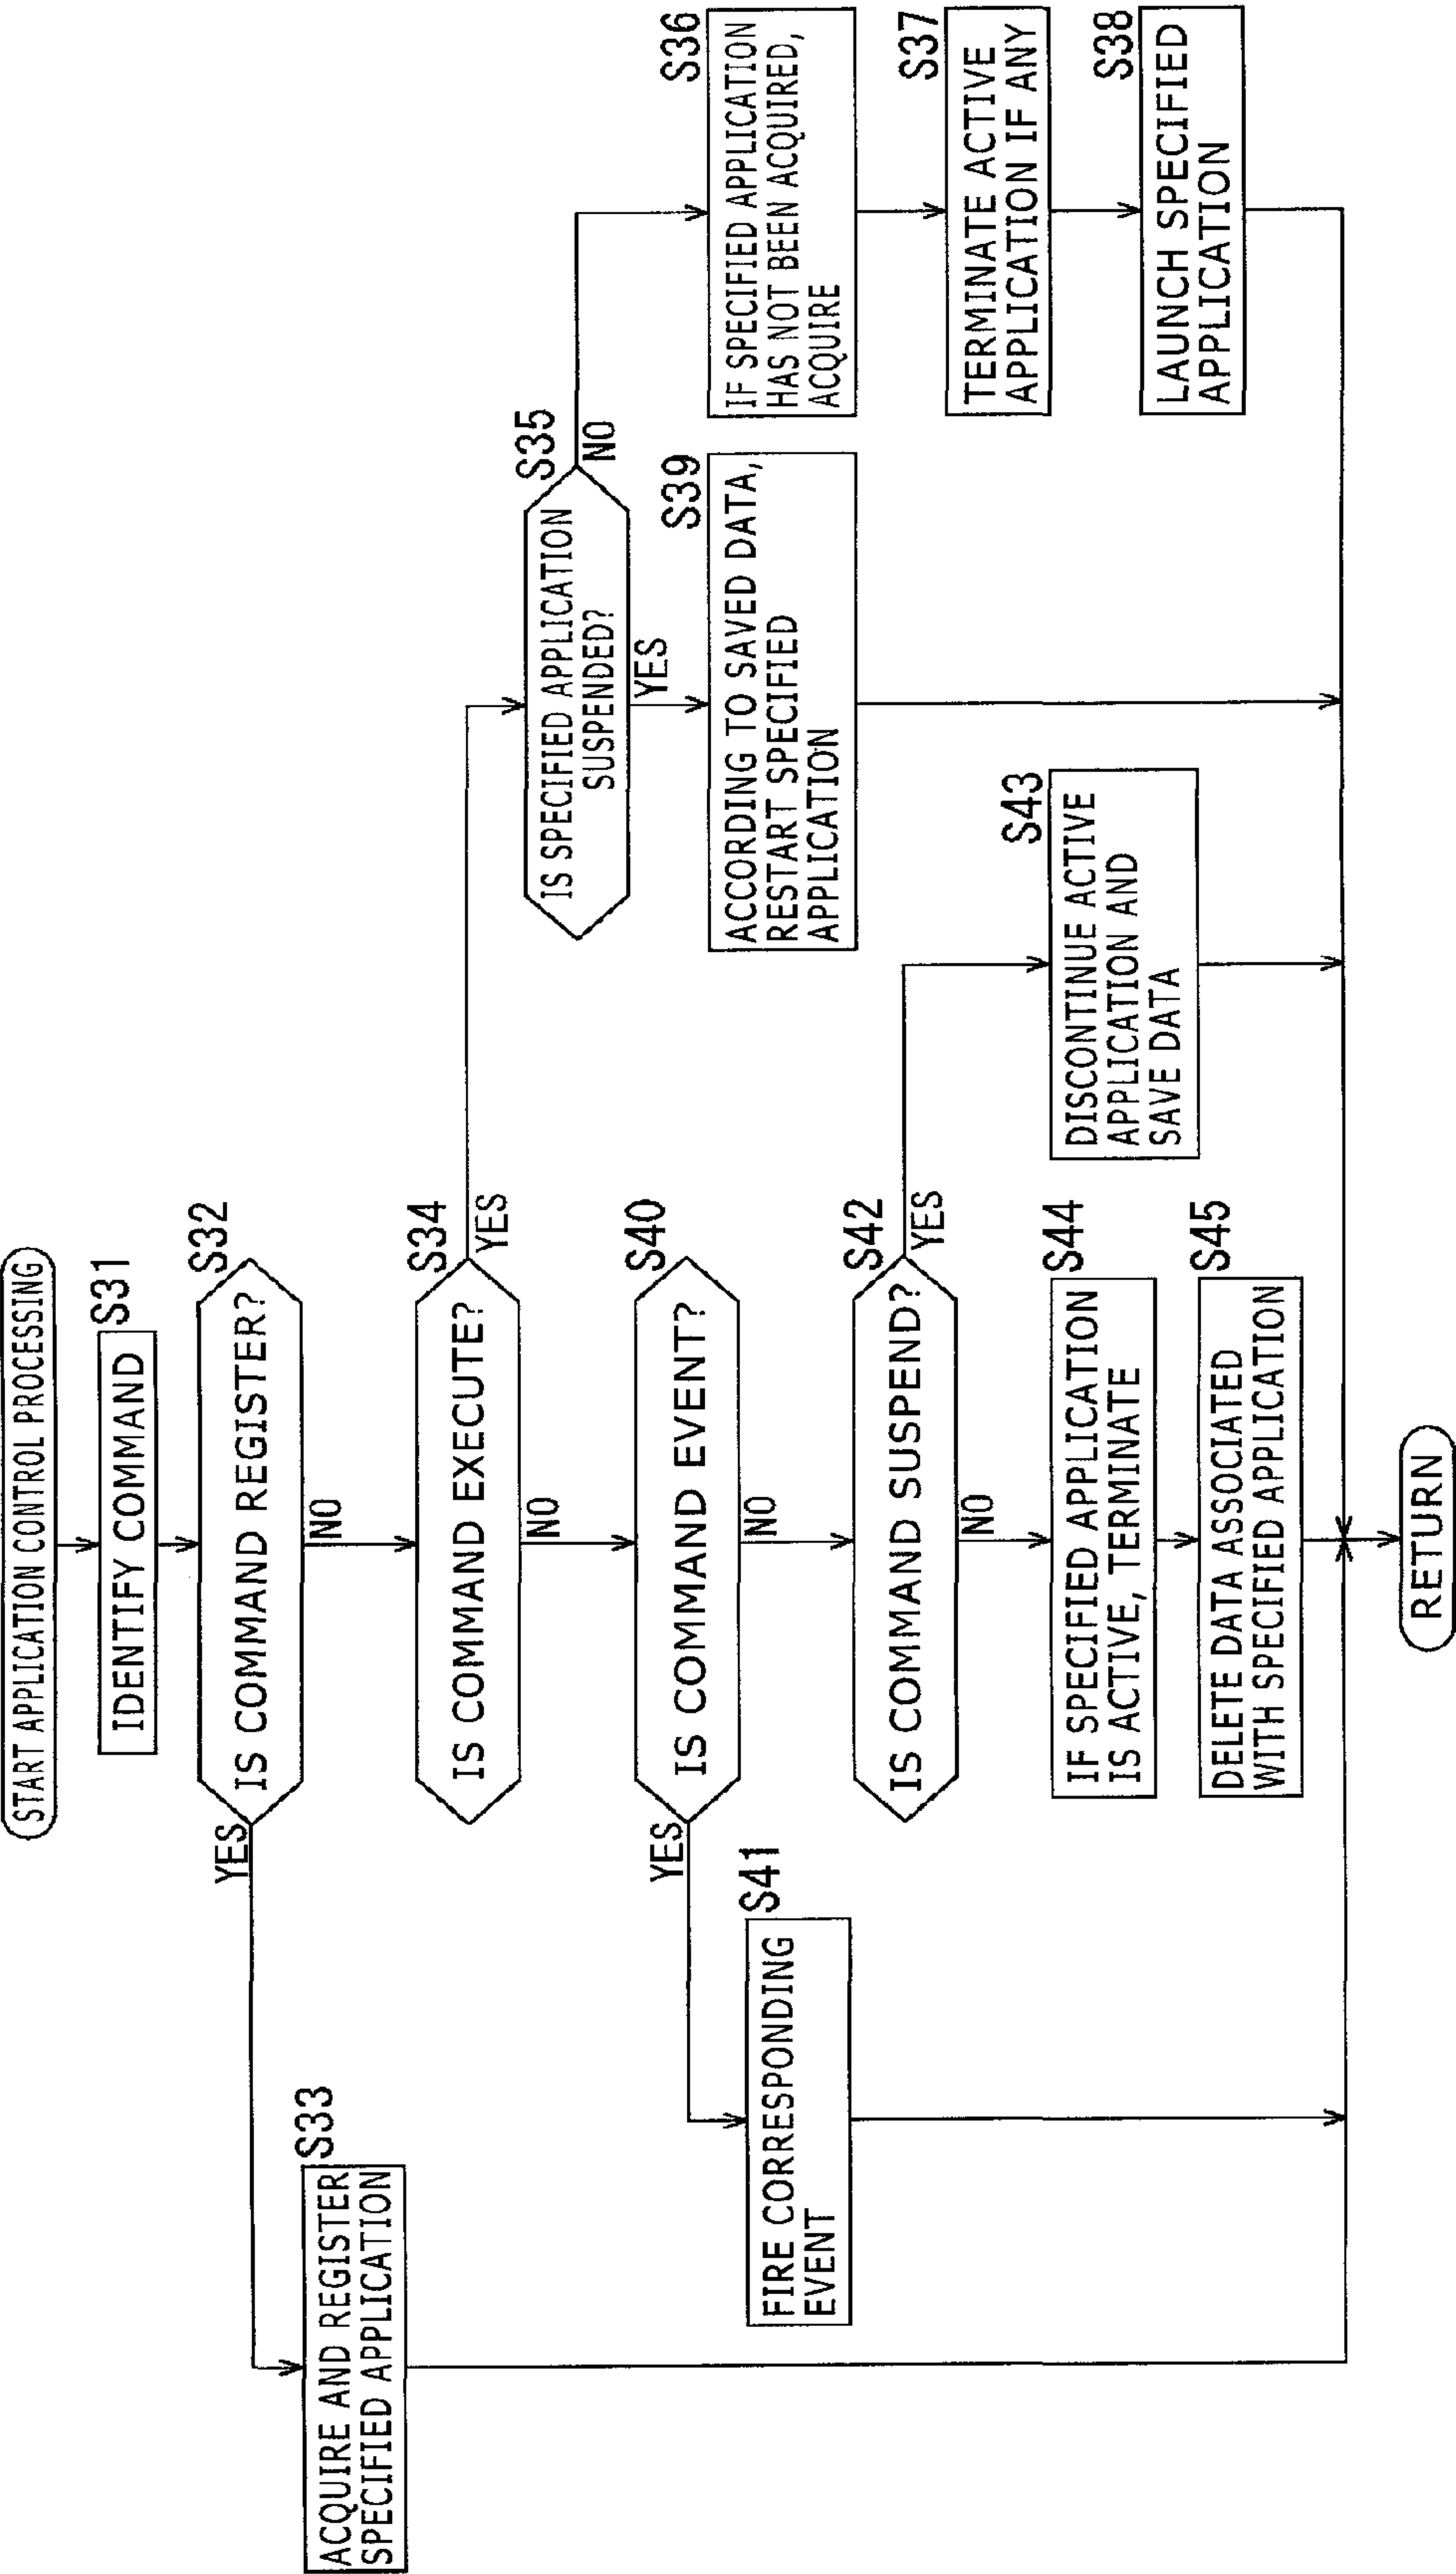 START APPLICATION CONTROL PROCESSING
S31
IDENTIFY COMMAND
S32
IS COMMAND REGISTER?
YES
NO
S33
ACQUIRE AND REGISTER
SPECIFIED APPLICATION
S34
IS COMMAND EXECUTE?
YES
NO
S35
IS SPECIFIED APPLICATION
SUSPENDED?
NO
YES
S36
IF SPECIFIED APPLICATION
HAS NOT BEEN ACQUIRED,
ACQUIRE
S37
TERMINATE ACTIVE
APPLICATION IF ANY
S38
LAUNCH SPECIFIED
APPLICATION
S39
ACCORDING TO SAVED DATA,
RESTART SPECIFIED
APPLICATION
S40
IS COMMAND EVENT?
YES
NO
S41
FIRE CORRESPONDING
EVENT
S42
IS COMMAND SUSPEND?
YES
NO
S43
DISCONTINUE ACTIVE
APPLICATION AND
SAVE DATA
S44
IF SPECIFIED APPLICATION
IS ACTIVE, TERMINATE
S45
DELETE DATA ASSOCIATED
WITH SPECIFIED APPLICATION
RETURN